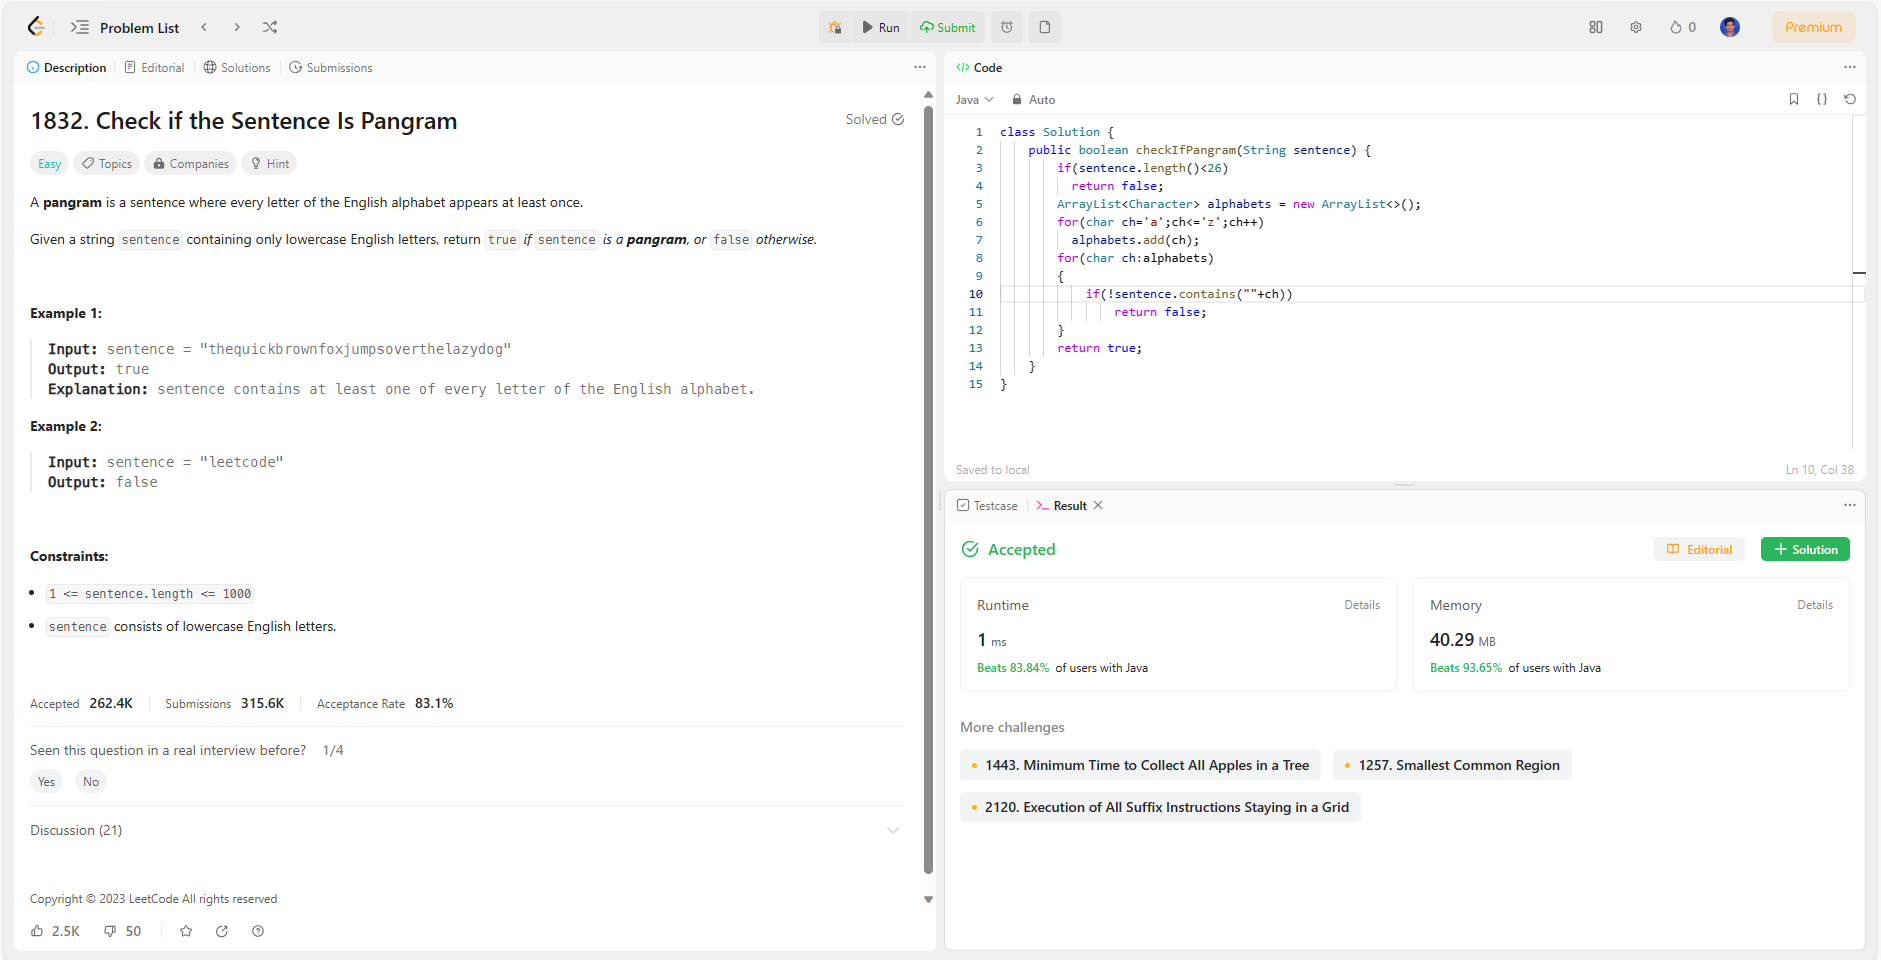 Problem List
Run
Submit
0
Premium
Description
Editorial
Solutions
Submissions
1832. Check if the Sentence Is Pangram
Solved
Easy
Topics
Companies
Hint
A pangram is a sentence where every letter of the English alphabet appears at least once.
Given a string sentence containing only lowercase English letters, return true if sentence is a pangram, or false otherwise.
Example 1:
Input: sentence = "thequickbrownfoxjumpsoverthelazydog"
Output: true
Explanation: sentence contains at least one of every letter of the English alphabet.
Example 2:
Input: sentence = "leetcode"
Output: false
Constraints:
1 <= sentence.length <= 1000
sentence consists of lowercase English letters.
Accepted 262.4K
Submissions 315.6K
Acceptance Rate 83.1%
Seen this question in a real interview before? 1/4
Yes
No
Discussion (21)
Copyright © 2023 LeetCode All rights reserved
2.5K
50
Code
Java
Auto
1 class Solution {
2 public boolean checkIfPangram(String sentence) {
3 if(sentence.length()<26)
4 return false;
5 ArrayList<Character> alphabets = new ArrayList<>();
6 for(char ch='a';ch<='z';ch++)
7 alphabets.add(ch);
8 for(char ch:alphabets)
9 {
10 if(!sentence.contains(""+ch))
11 return false;
12 }
13 return true;
14 }
15 }
Saved to local
Ln 10, Col 38
Testcase
Result
Accepted
Editorial
Solution
Runtime
Details
1 ms
Beats 83.84% of users with Java
Memory
Details
40.29 MB
Beats 93.65% of users with Java
More challenges
1443. Minimum Time to Collect All Apples in a Tree
1257. Smallest Common Region
2120. Execution of All Suffix Instructions Staying in a Grid